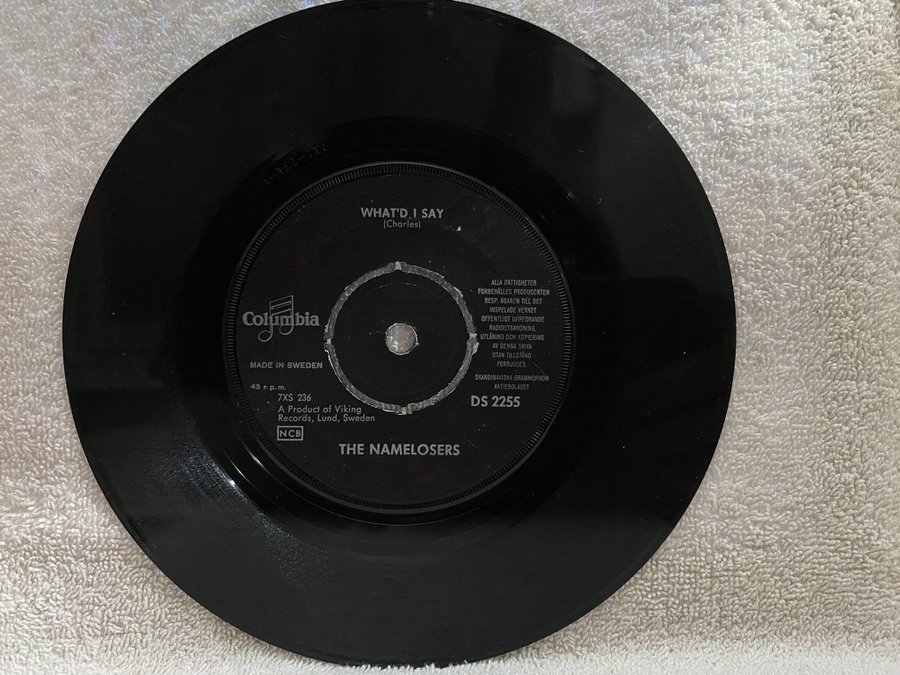 WHAT'D I SAY
(Charles)
Columbia
MADE IN SWEDEN
45 r.p.m.
7XS 236
A Product of Viking
Records, Lund, Sweden
NCB
ALLA RÄTTIGHETER
FÖRBEHÅLLES PRODUCENTEN
RESP. ÄGAREN TILL DET
INSPELADE VERKET
OFFENTLIGT UPPFÖRANDE
RADIOUTSÄNDNING,
UTLÅNING OCH KOPIERING
AV DENNA SKIVA
UTAN TILLSTÅND
FÖRBJUDES
SKANDINAVISKA GRAMMOPHON
AKTIEBOLAGET
DS 2255
THE NAMELOSERS